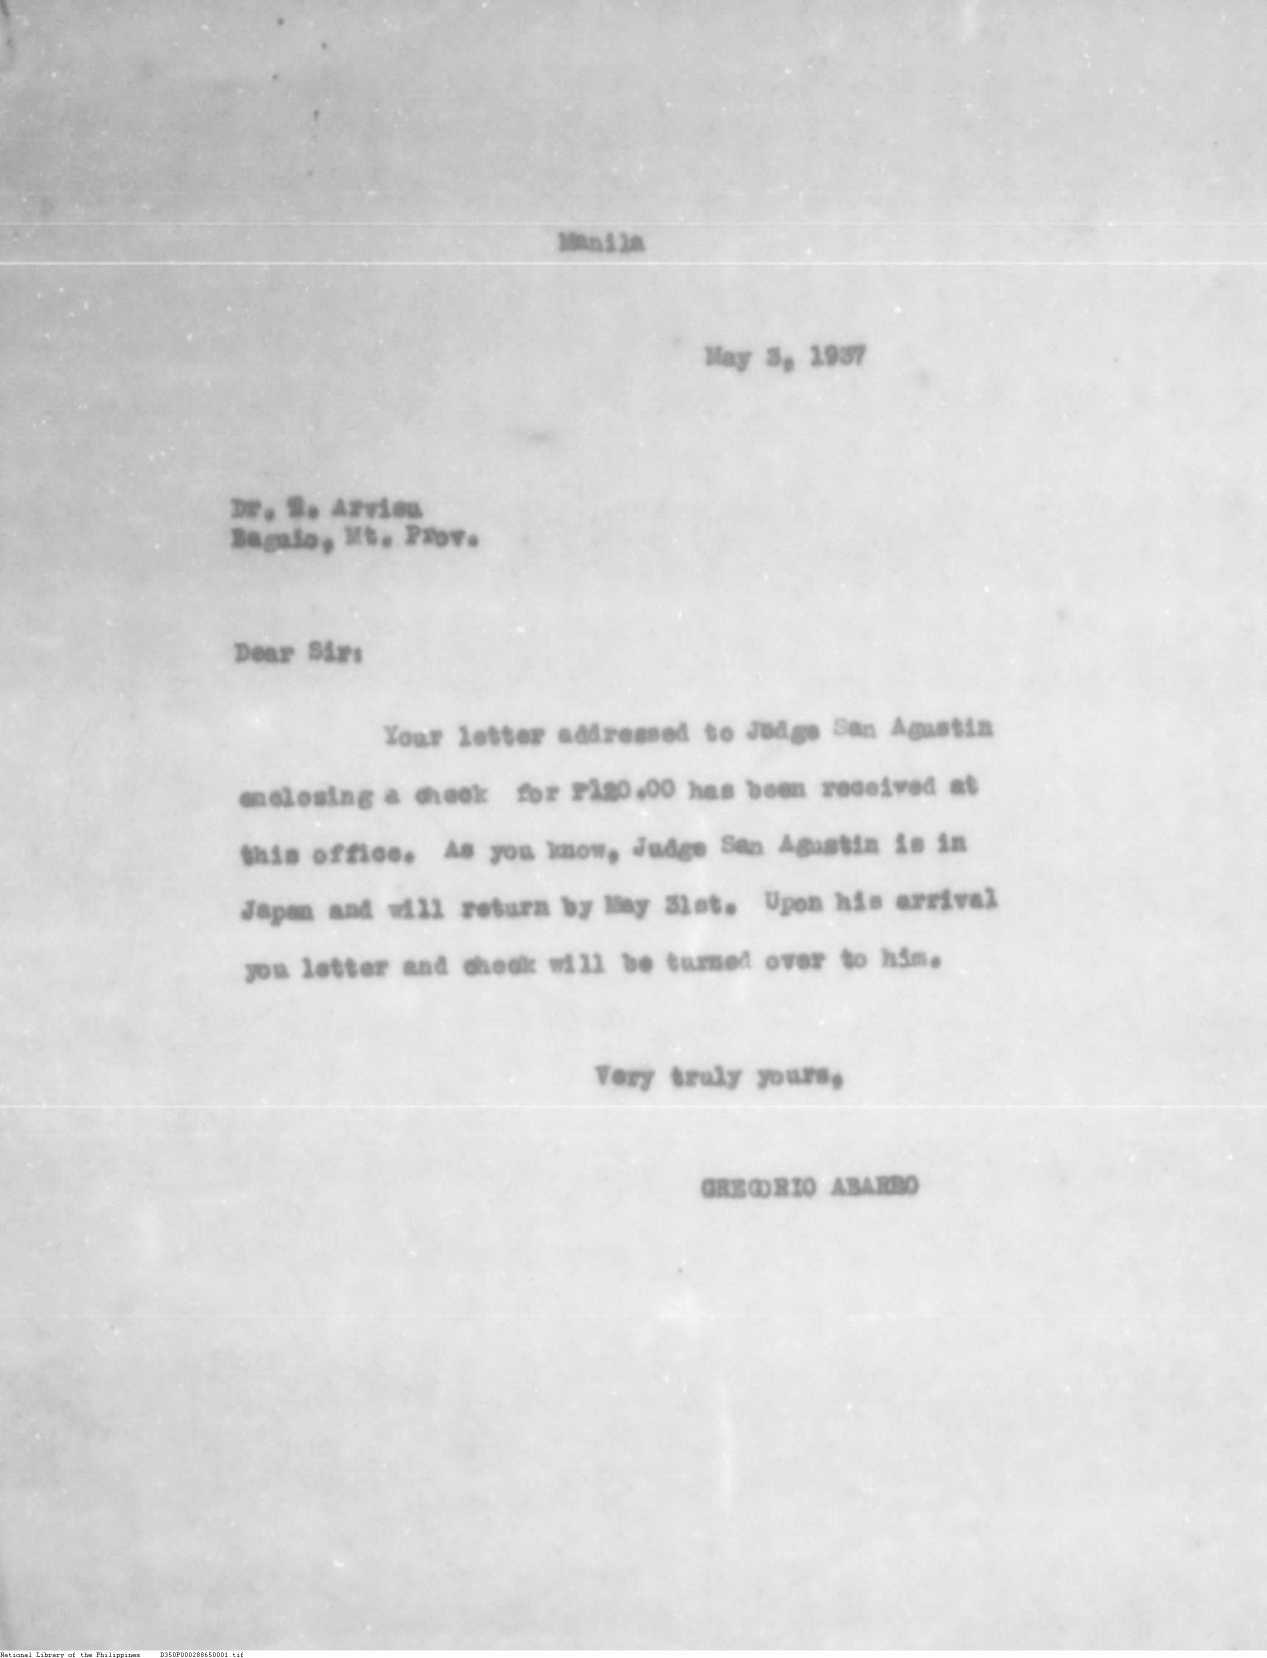 Manila
May 3, 1937
Dr. Arvisu
Baguio, Mt. Prov.
Dear Sir:
Your letter addressed to Judge San Agustin
enclosing a check for P120.00 has been received at
this office. As you know, Judge San Agustin is in
Japan and will return by May 31st. Upon his arrival
you letter and check will be turned over to him.
Very truly yours,
GREGORIO
National Library of the Philippines D350P000288650001.tif